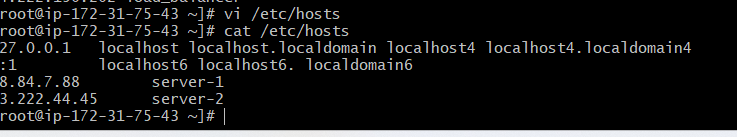 root@ip-172-31-75-43 ~]# vi /etc/hosts
root@ip-172-31-75-43 ~]# cat /etc/hosts
27.0.0.1 localhost localhost.localdomain localhost4 localhost4.localdomain4
:1 localhost6 localhost6. localdomain6
8.84.7.88 server-1
3.222.44.45 server-2
root@ip-172-31-75-43 ~]#